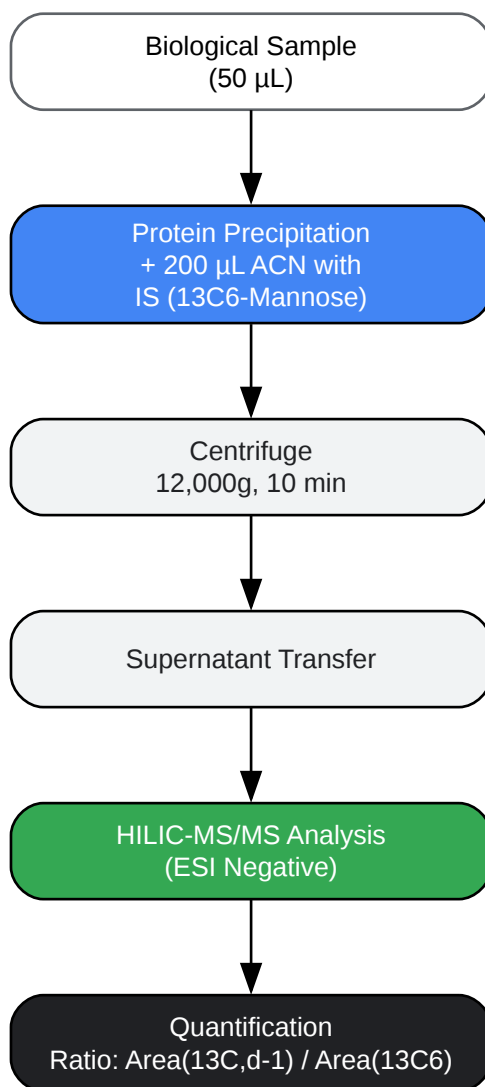 Biological Sample
(50 µL)
Protein Precipitation
+ 200 µL ACN with
IS (13C6-Mannose)
Centrifuge
12,000g, 10 min
Supernatant Transfer
HILIC-MS/MS Analysis
(ESI Negative)
Quantification
Ratio: Area(13C,d-1) / Area(13C6)